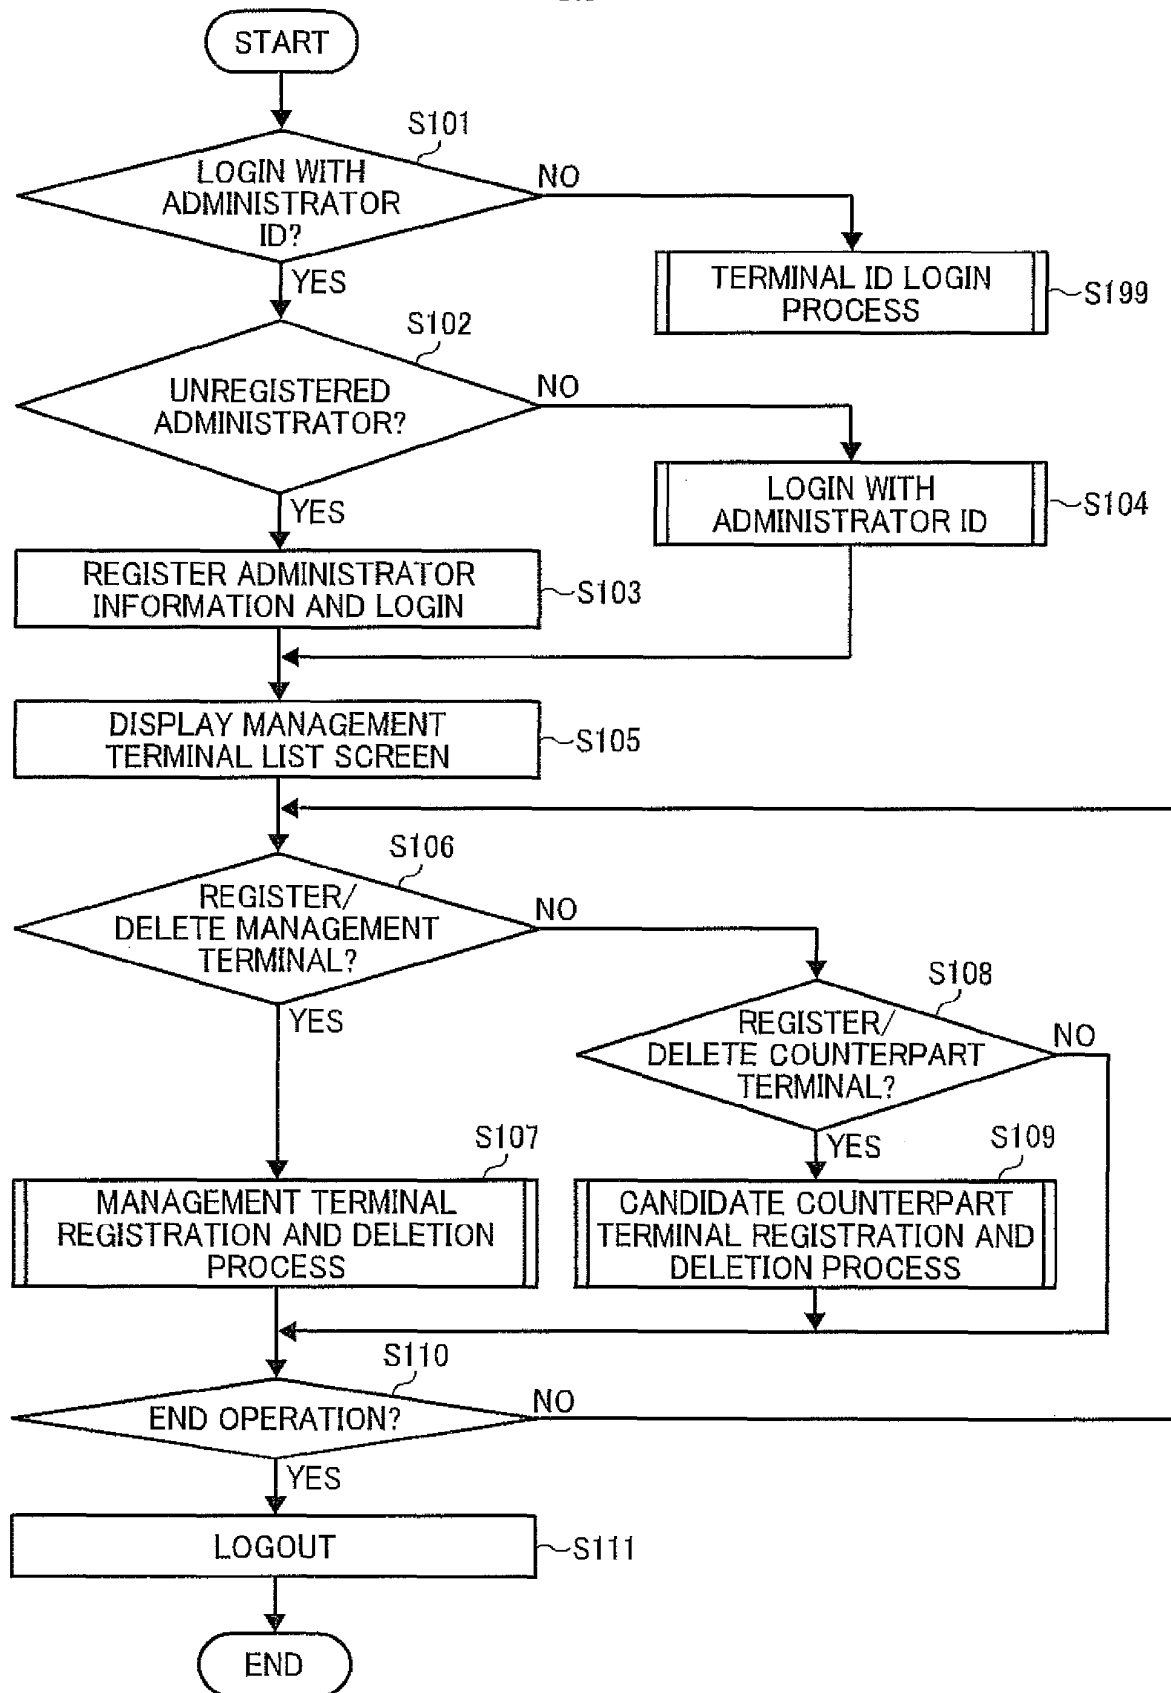 START
S101
LOGIN WITH
ADMINISTRATOR
ID?
NO
YES
TERMINAL ID LOGIN
PROCESS
S199
S102
UNREGISTERED
ADMINISTRATOR?
NO
YES
LOGIN WITH
ADMINISTRATOR ID
S104
REGISTER ADMINISTRATOR
INFORMATION AND LOGIN
S103
DISPLAY MANAGEMENT
TERMINAL LIST SCREEN
S105
S106
REGISTER/
DELETE MANAGEMENT
TERMINAL?
NO
YES
S108
REGISTER/
DELETE COUNTERPART
TERMINAL?
NO
YES
S107
MANAGEMENT TERMINAL
REGISTRATION AND DELETION
PROCESS
S109
CANDIDATE COUNTERPART
TERMINAL REGISTRATION AND
DELETION PROCESS
S110
END OPERATION?
NO
YES
LOGOUT
S111
END